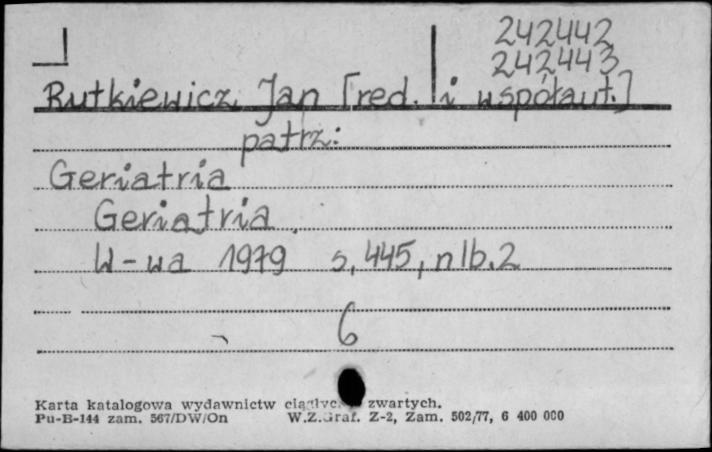 242442
242443
Rutkiewicz Jan [red. i współaut.]
patrz:
Geriatria
Geriatria.
W-wa 1979 s, 445, nlb. 2
6
Karta katalogowa wydawnictw zwartych.
Pu-B-144 zam. 567/DW/On W.Z.Graf. Z-2, Zam. 502/77, 6 400 000